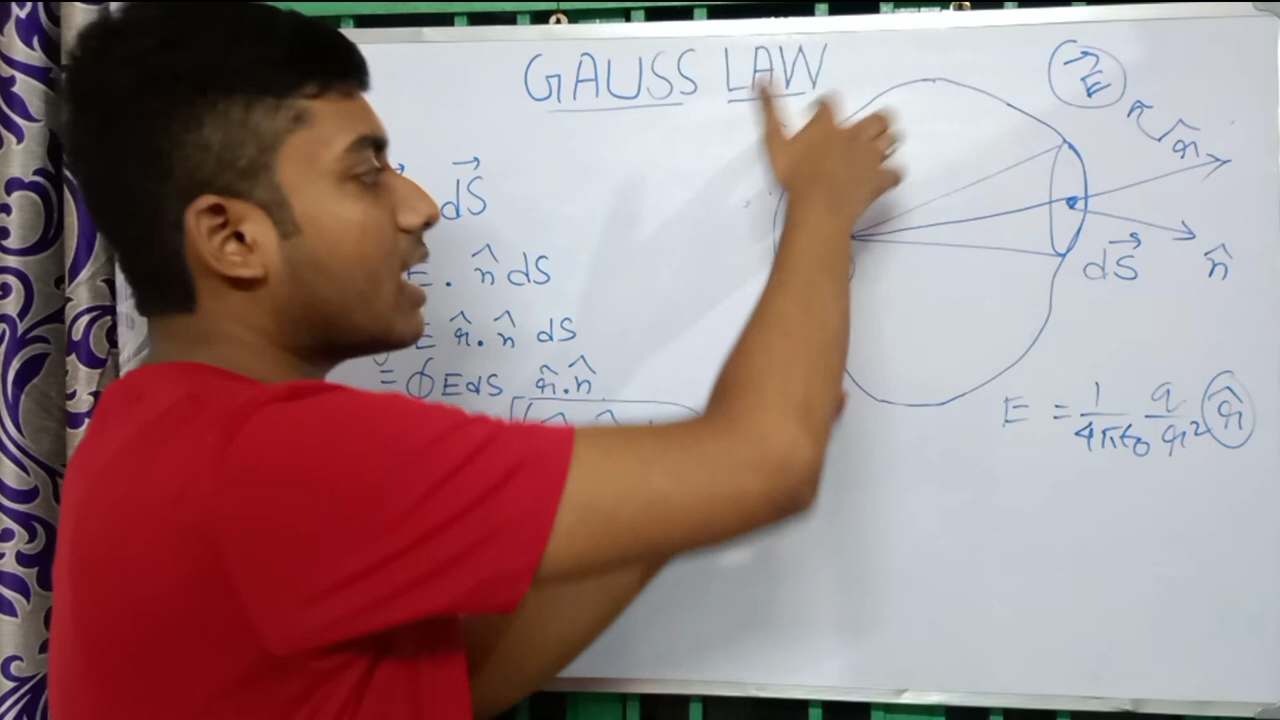 GAUSS LAW
dS⃗
E . n̂ dS
E r̂.n̂ dS
= ∮ E dS r̂.n̂
E⃗
r̂
dS⃗ n̂
E = 1/4πε₀ q/r² r̂